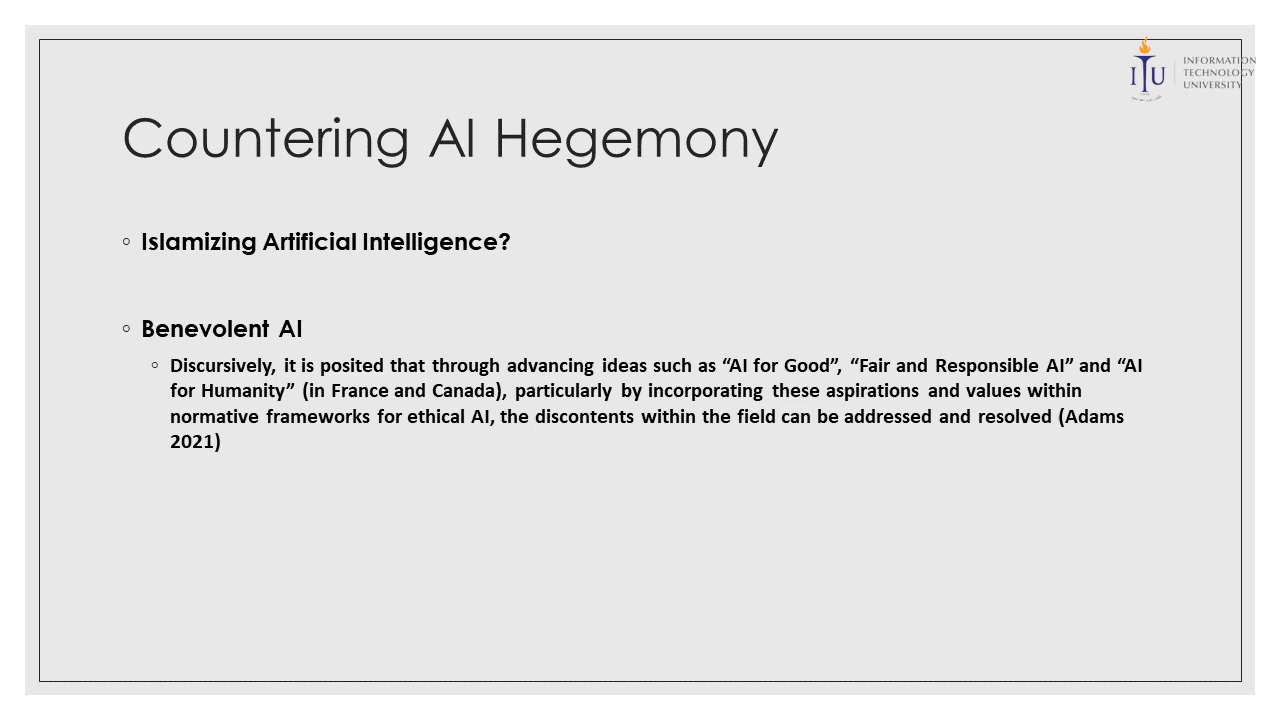 ITU
INFORMATION
TECHNOLOGY
UNIVERSITY
Countering AI Hegemony
◦ Islamizing Artificial Intelligence?
◦ Benevolent AI
◦ Discursively, it is posited that through advancing ideas such as “AI for Good”, “Fair and Responsible AI” and “AI
for Humanity” (in France and Canada), particularly by incorporating these aspirations and values within
normative frameworks for ethical AI, the discontents within the field can be addressed and resolved (Adams
2021)